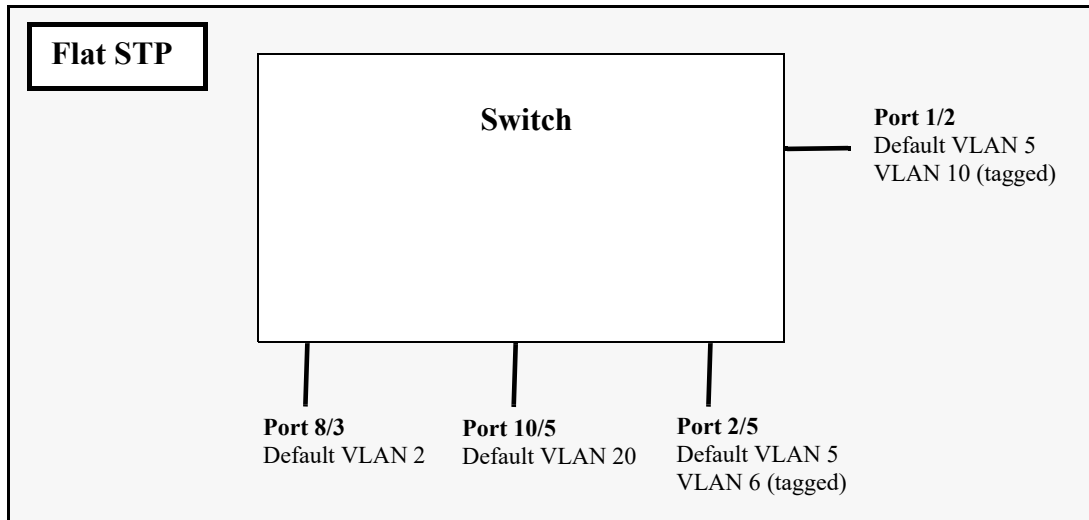 Flat STP
Switch
Port 1/2
Default VLAN 5
VLAN 10 (tagged)
Port 8/3
Default VLAN 2
Port 10/5
Default VLAN 20
Port 2/5
Default VLAN 5
VLAN 6 (tagged)